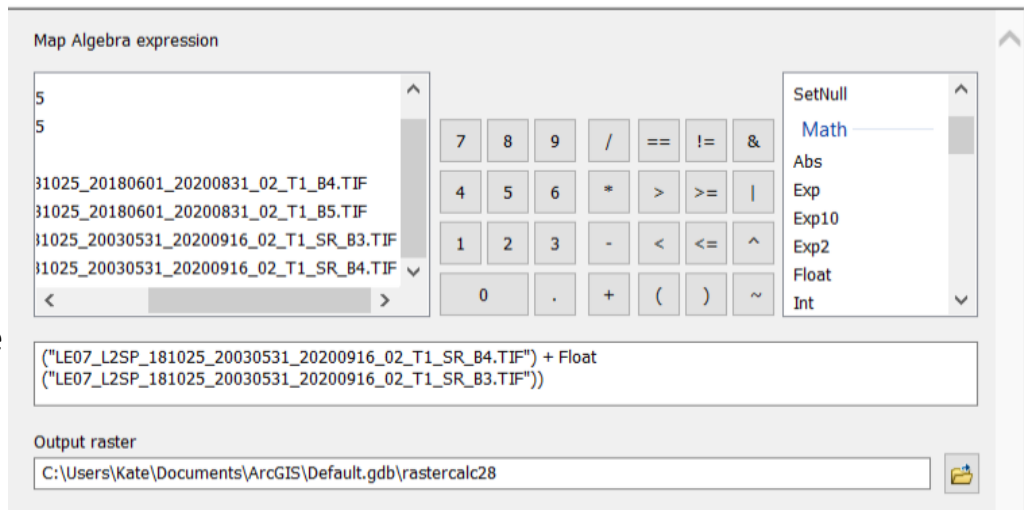 Map Algebra expression
5
5
31025_20180601_20200831_02_T1_B4.TIF
31025_20180601_20200831_02_T1_B5.TIF
31025_20030531_20200916_02_T1_SR_B3.TIF
31025_20030531_20200916_02_T1_SR_B4.TIF
7 8 9 / == != &
4 5 6 * > >= |
1 2 3 - < <= ^
0 . + ( ) ~
SetNull
Math
Abs
Exp
Exp10
Exp2
Float
Int
e
("LE07_L2SP_181025_20030531_20200916_02_T1_SR_B4.TIF") + Float
("LE07_L2SP_181025_20030531_20200916_02_T1_SR_B3.TIF"))
Output raster
C:\Users\Kate\Documents\ArcGIS\Default.gdb\rastercalc28